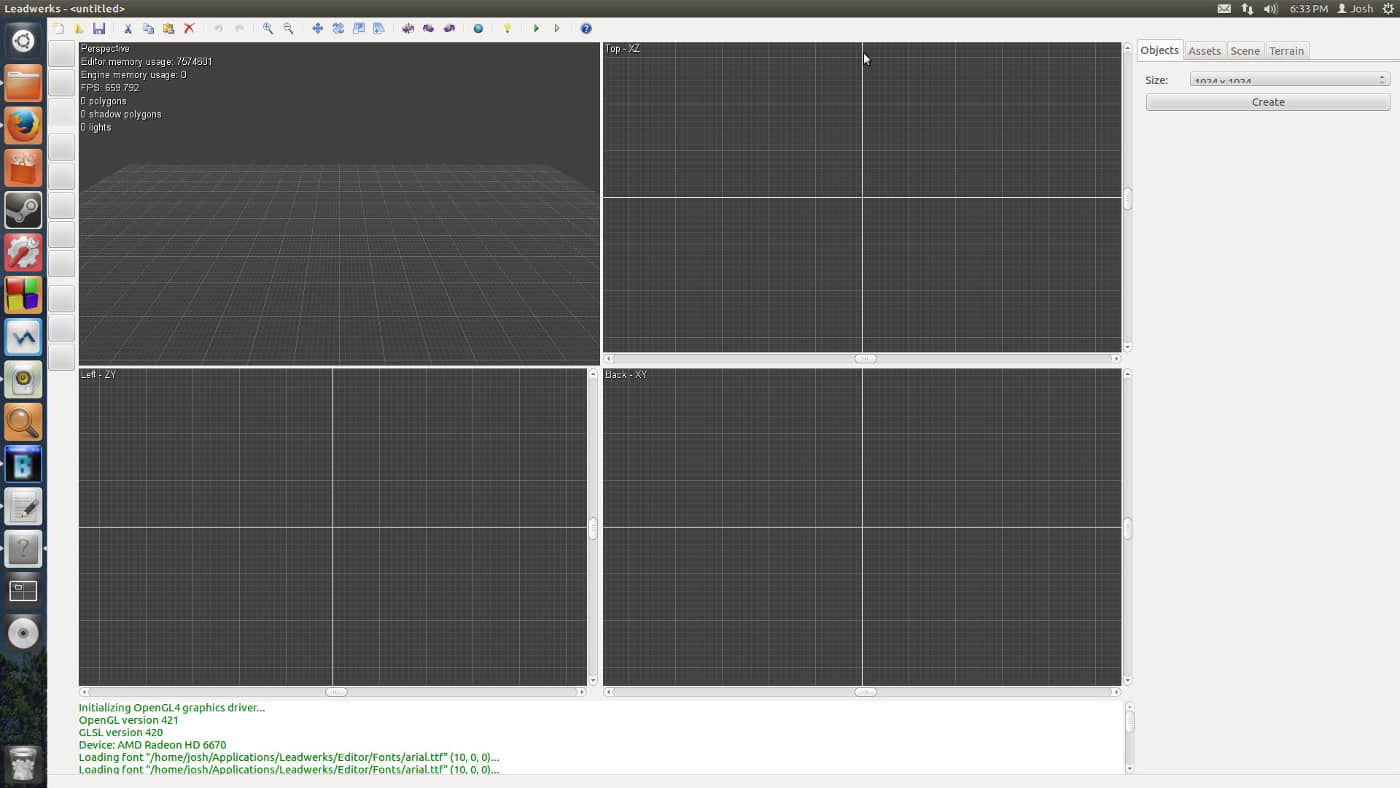 Leadwerks - <untitled>
6:33 PM Josh
Perspective
Editor memory usage: 7574601
Engine memory usage: 0
FPS: 659.792
0 polygons
0 shadow polygons
0 lights
Top - XZ
Left - ZY
Back - XY
Objects Assets Scene Terrain
Size: 1024 x 1024
Create
Initializing OpenGL4 graphics driver...
OpenGL version 421
GLSL version 420
Device: AMD Radeon HD 6670
Loading font "/home/josh/Applications/Leadwerks/Editor/Fonts/arial.ttf" (10, 0, 0)...
Loading font "/home/josh/Applications/Leadwerks/Editor/Fonts/arial.ttf" (10, 0, 0)...